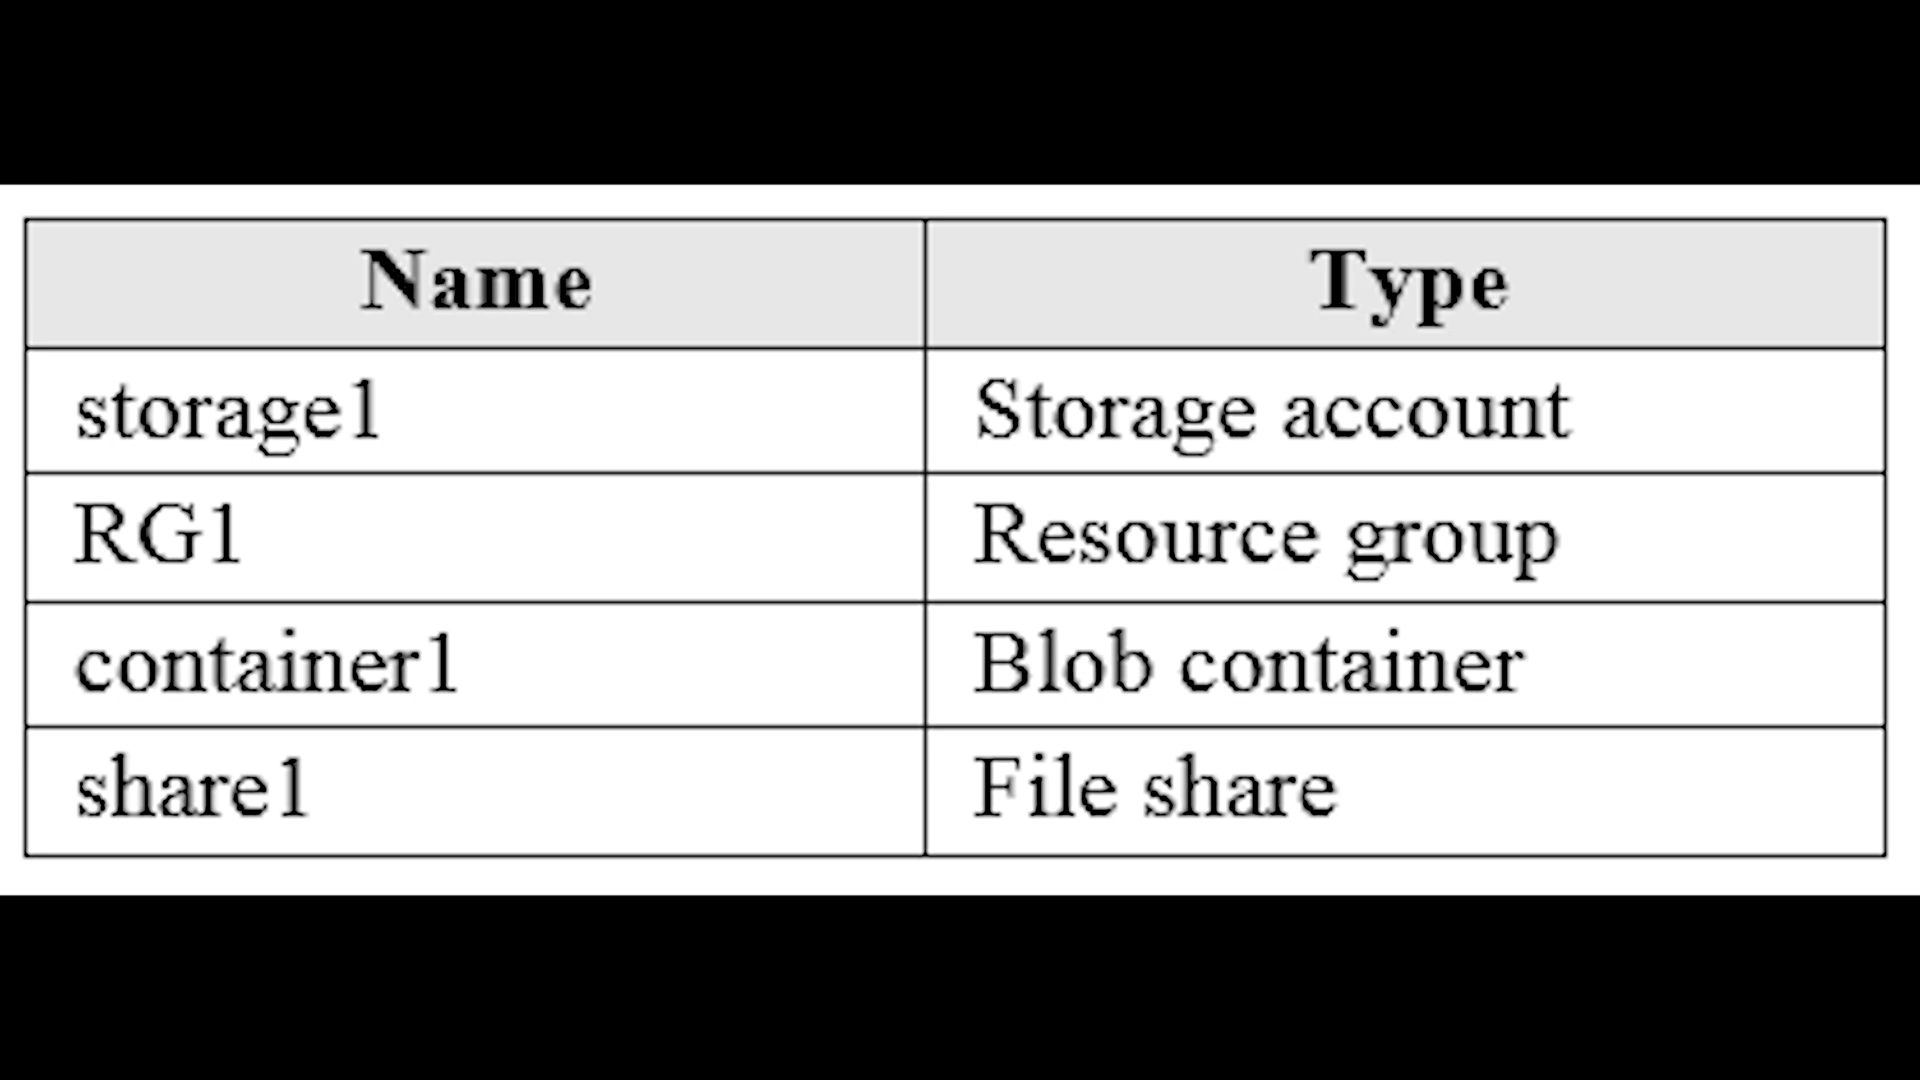 Name Type
storage1 Storage account
RG1 Resource group
container1 Blob container
share1 File share